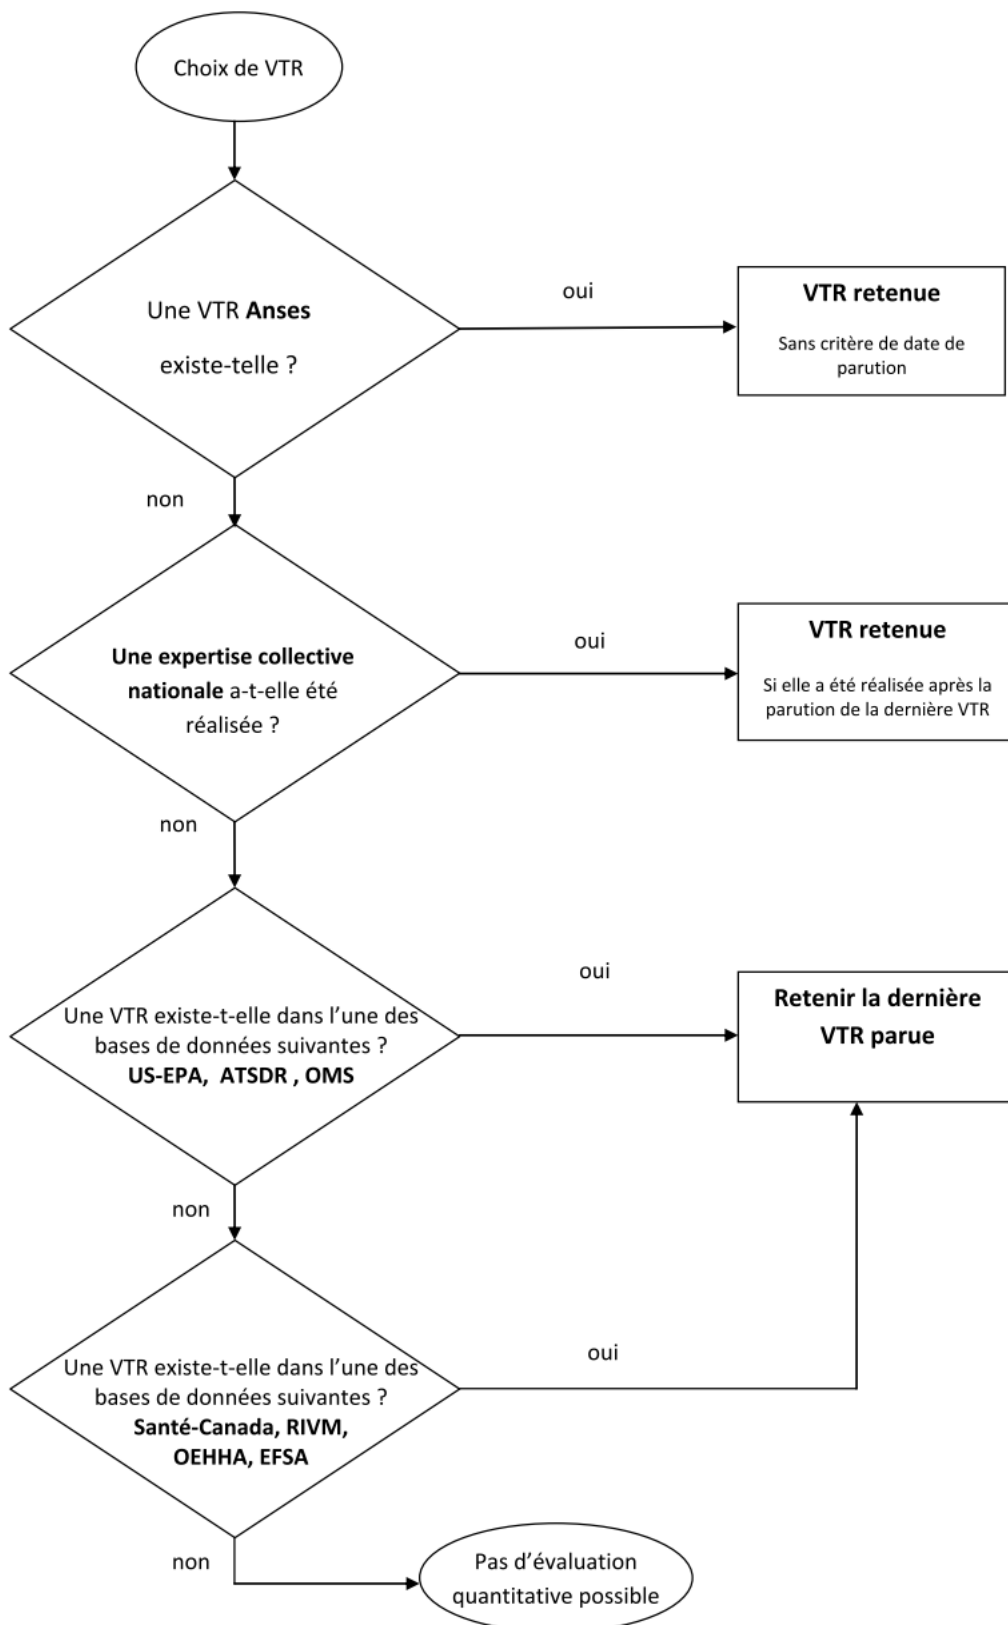 Choix de VTR
Une VTR Anses
existe-telle ?
oui
VTR retenue
Sans critère de date de
parution
non
Une expertise collective
nationale a-t-elle été
réalisée ?
oui
VTR retenue
Si elle a été réalisée après la
parution de la dernière VTR
non
Une VTR existe-t-elle dans l’une des
bases de données suivantes ?
US-EPA, ATSDR , OMS
oui
Retenir la dernière
VTR parue
non
Une VTR existe-t-elle dans l’une des
bases de données suivantes ?
Santé-Canada, RIVM,
OEHHA, EFSA
oui
non
Pas d’évaluation
quantitative possible